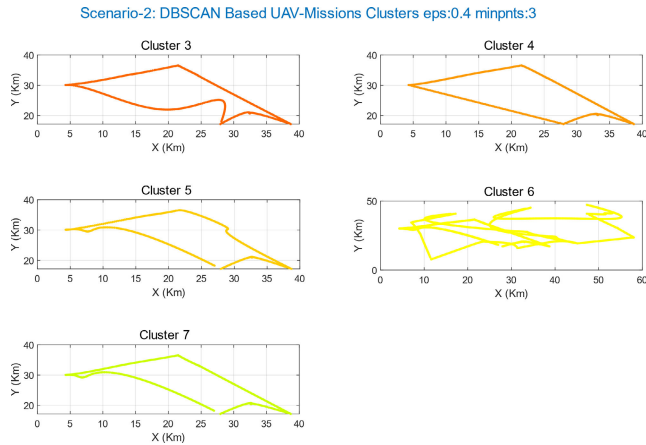 Scenario-2: DBSCAN Based UAV-Missions Clusters eps:0.4 minpnts:3
Cluster 3
40
30
20
Y (Km)
0 5 10 15 20 25 30 35 40
X (Km)
Cluster 4
40
30
20
Y (Km)
0 5 10 15 20 25 30 35 40
X (Km)
Cluster 5
40
30
20
Y (Km)
0 5 10 15 20 25 30 35 40
X (Km)
Cluster 6
50
0
Y (Km)
0 10 20 30 40 50 60
X (Km)
Cluster 7
40
30
20
Y (Km)
0 5 10 15 20 25 30 35 40
X (Km)